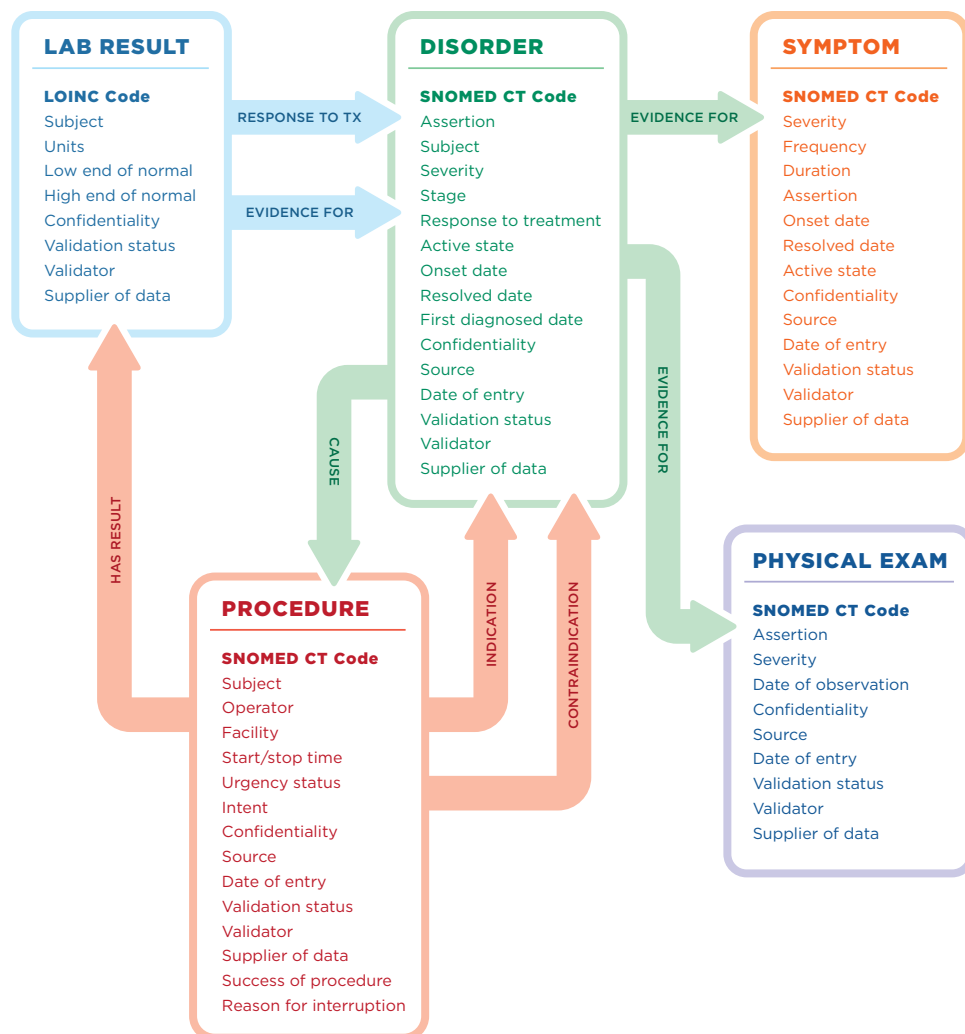 LAB RESULT
LOINC Code
Subject
Units
Low end of normal
High end of normal
Confidentiality
Validation status
Validator
Supplier of data
RESPONSE TO TX
EVIDENCE FOR
DISORDER
SNOMED CT Code
Assertion
Subject
Severity
Stage
Response to treatment
Active state
Onset date
Resolved date
First diagnosed date
Confidentiality
Source
Date of entry
Validation status
Validator
Supplier of data
EVIDENCE FOR
SYMPTOM
SNOMED CT Code
Severity
Frequency
Duration
Assertion
Onset date
Resolved date
Active state
Confidentiality
Source
Date of entry
Validation status
Validator
Supplier of data
HAS RESULT
CAUSE
INDICATION
CONTRAINDICATION
EVIDENCE FOR
PROCEDURE
SNOMED CT Code
Subject
Operator
Facility
Start/stop time
Urgency status
Intent
Confidentiality
Source
Date of entry
Validation status
Validator
Supplier of data
Success of procedure
Reason for interruption
PHYSICAL EXAM
SNOMED CT Code
Assertion
Severity
Date of observation
Confidentiality
Source
Date of entry
Validation status
Validator
Supplier of data